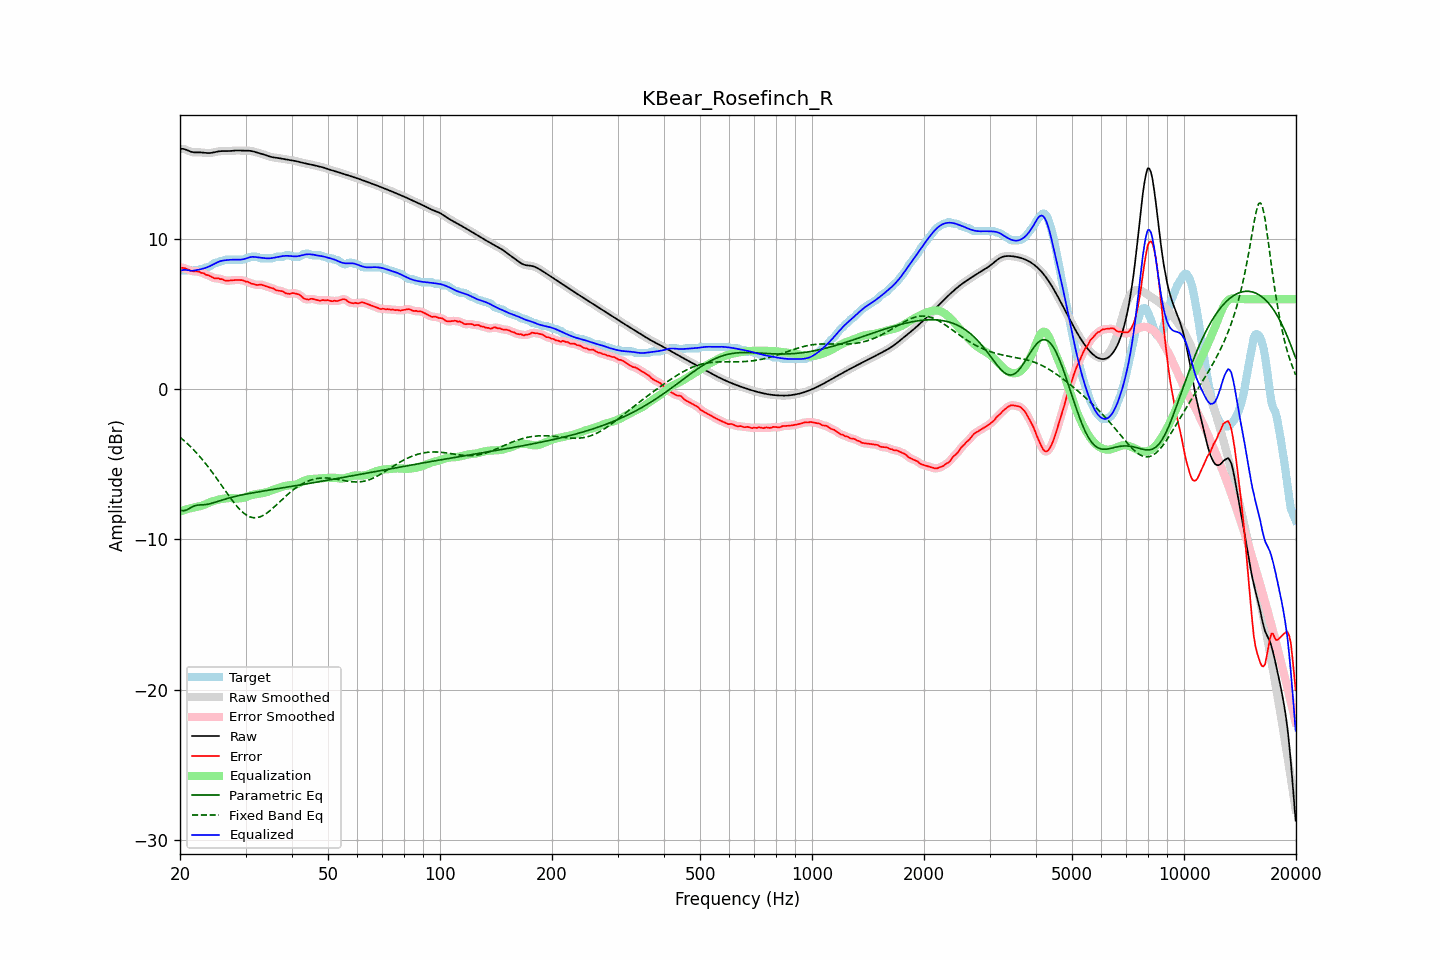 KBear_Rosefinch_R
Amplitude (dBr)
10
0
−10
−20
−30
Target
Raw Smoothed
Error Smoothed
Raw
Error
Equalization
Parametric Eq
Fixed Band Eq
Equalized
20 50 100 200 500 1000 2000 5000 10000 20000
Frequency (Hz)